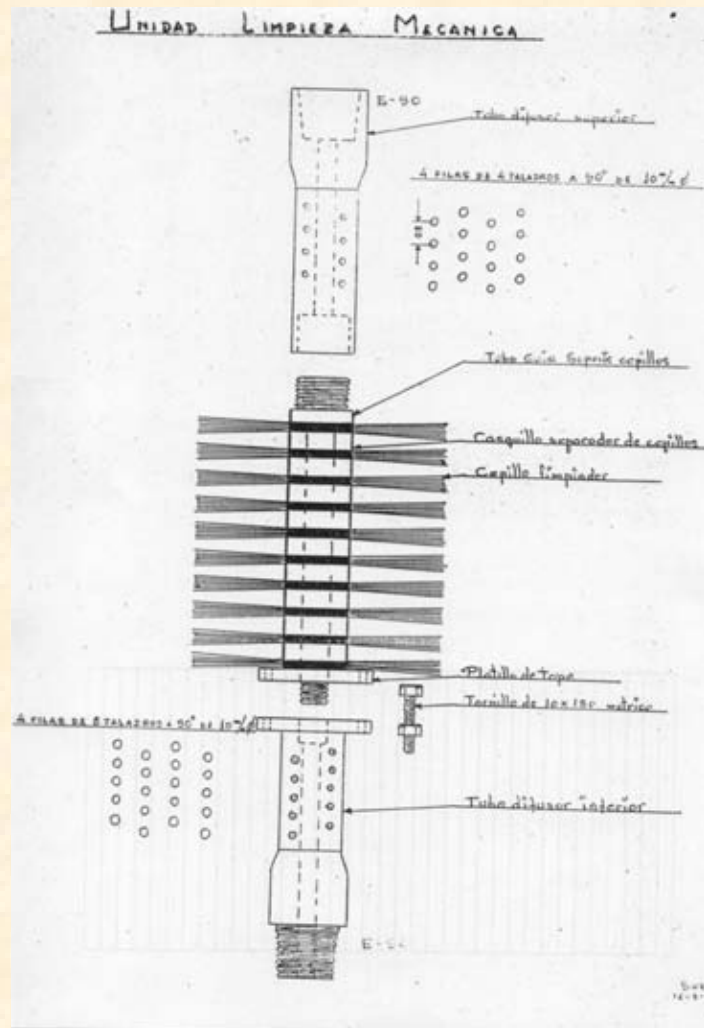 UNIDAD LIMPIEZA MECANICA
E-90
Tubo difusor superior
4 FILAS DE 4 TALADROS A 90° DE 10 m/m ø
Tubo Guía Soporte cepillos
Casquillo separador de cepillos
Cepillo limpiador
Platillo de Tope
Tornillo de 10 x 150 métrico
4 FILAS DE 5 TALADROS A 90° DE 10 m/m ø
Tubo difusor inferior